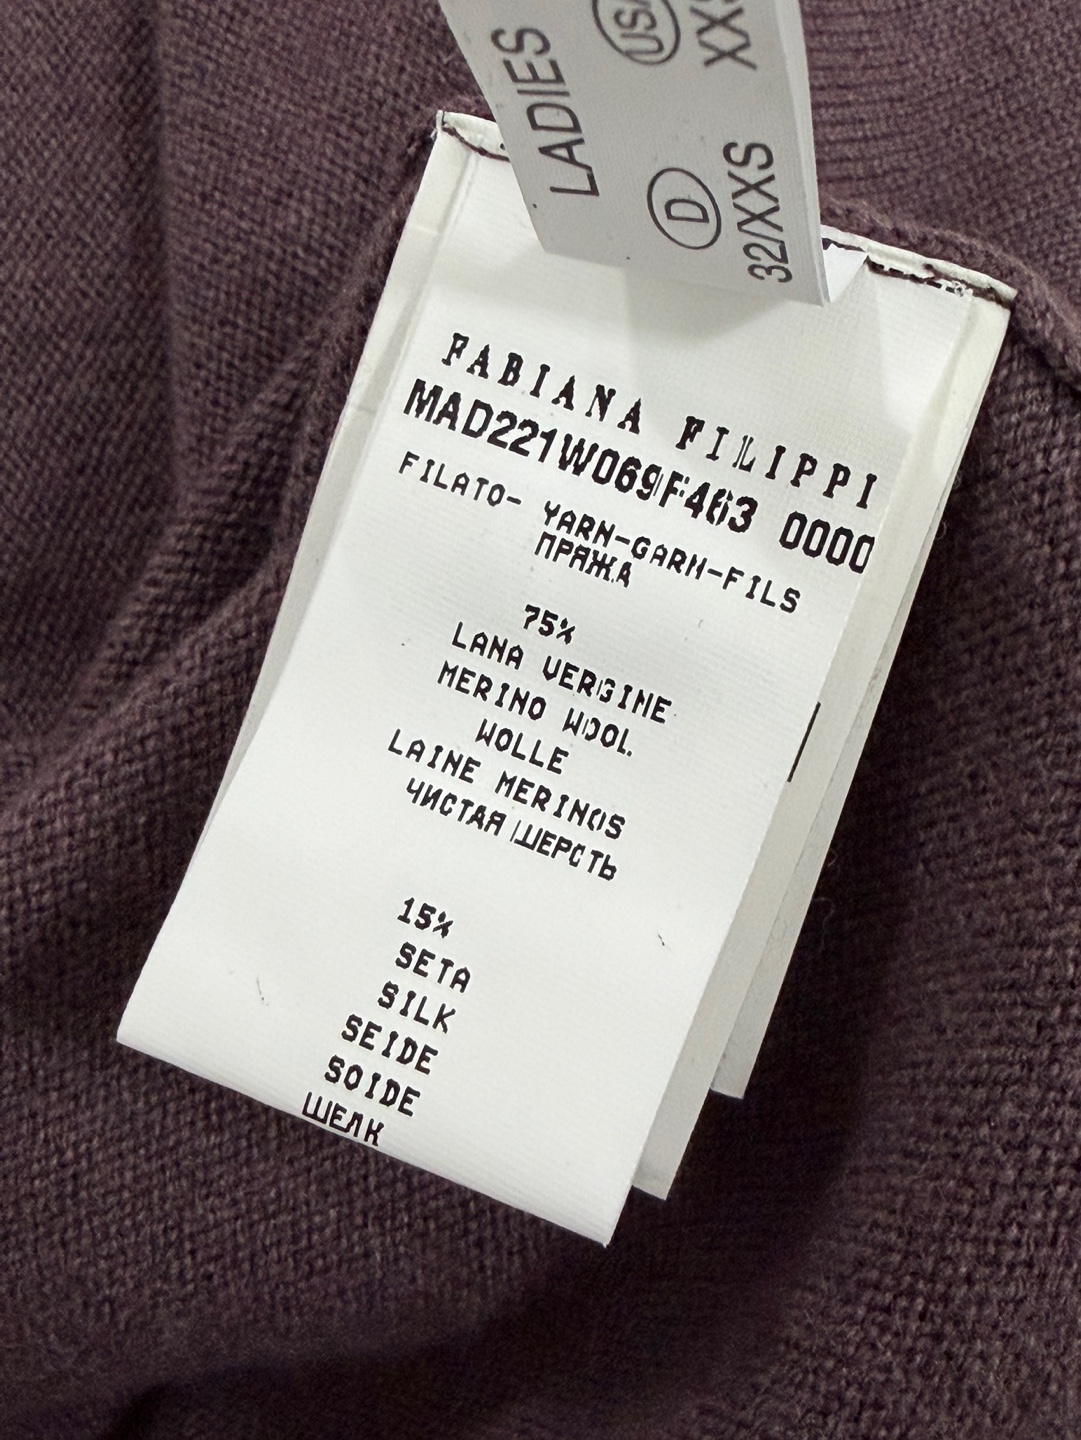 LADIES
USA XXS
D 32/XXS
FABIANA FILIPPI
MAD221W069F463 0000
FILATO- YARN-GARN-FILS
ПРЯЖА
75%
LANA VERGINE
MERINO WOOL
WOLLE
LAINE MERINOS
ЧИСТАЯ ШЕРСТЬ
15%
SETA
SILK
SEIDE
SOIDE
ШЕЛК